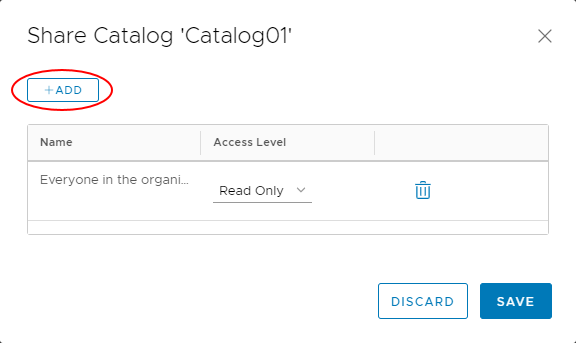 Share Catalog 'Catalog01'
+ADD
Name Access Level
Everyone in the organi...
Read Only
DISCARD SAVE